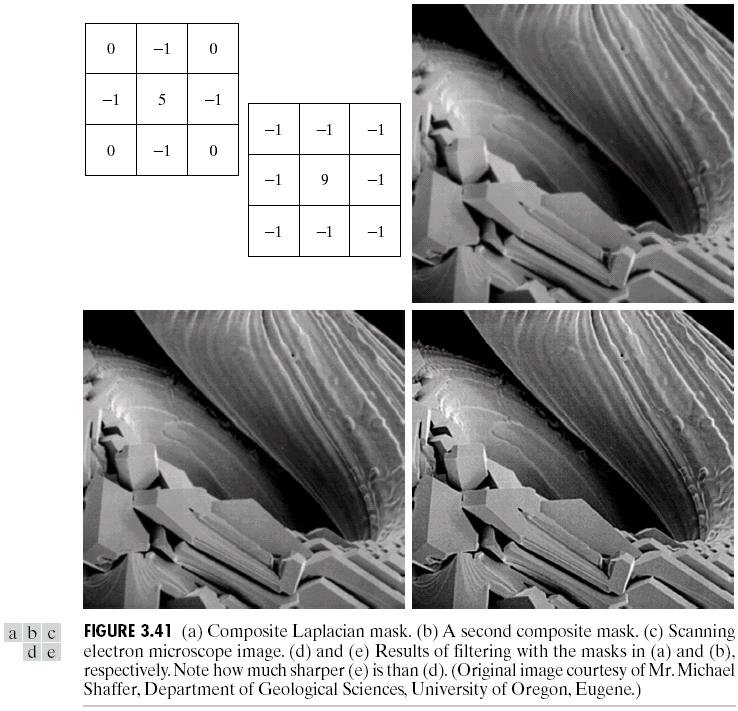 0 −1 0
−1 5 −1
0 −1 0
−1 −1 −1
−1 9 −1
−1 −1 −1
a b c
d e
FIGURE 3.41 (a) Composite Laplacian mask. (b) A second composite mask. (c) Scanning
electron microscope image. (d) and (e) Results of filtering with the masks in (a) and (b),
respectively. Note how much sharper (e) is than (d). (Original image courtesy of Mr. Michael
Shaffer, Department of Geological Sciences, University of Oregon, Eugene.)